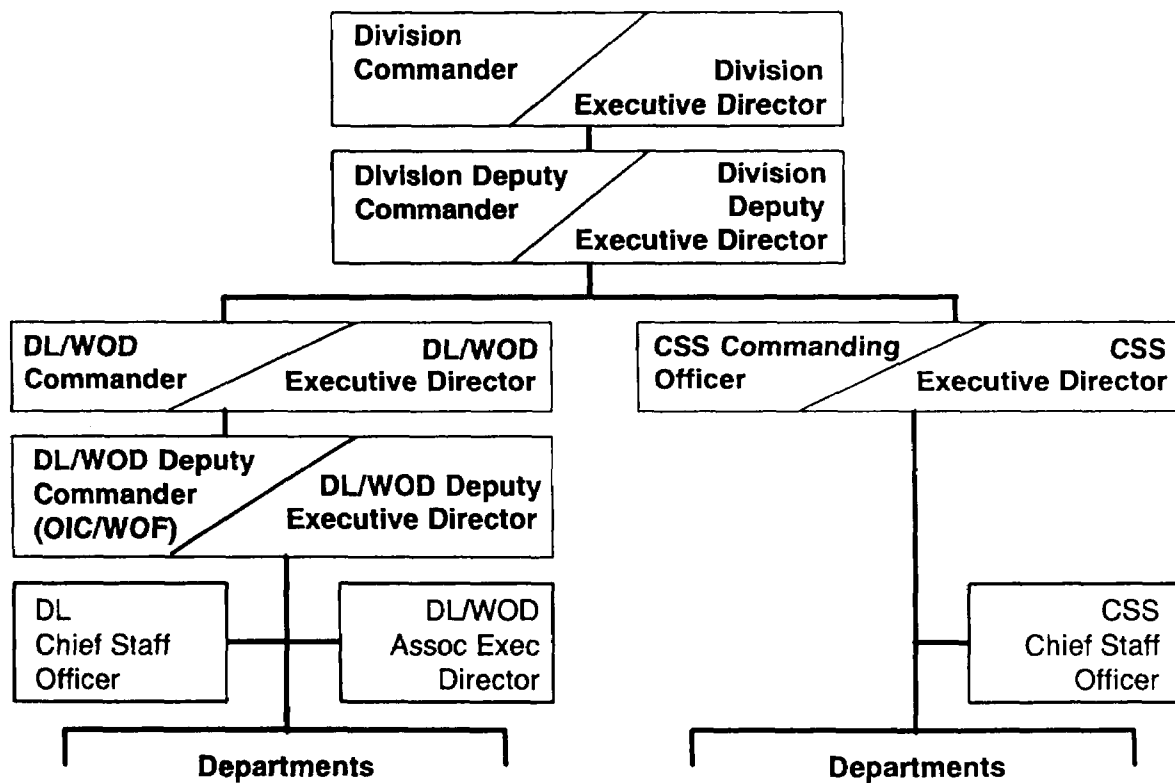 Division
Commander
Division
Executive Director
Division Deputy
Commander
Division
Deputy
Executive Director
DL/WOD
Commander
DL/WOD
Executive Director
CSS Commanding
Officer
CSS
Executive Director
DL/WOD Deputy
Commander
(OIC/WOF)
DL/WOD Deputy
Executive Director
DL
Chief Staff
Officer
DL/WOD
Assoc Exec
Director
CSS
Chief Staff
Officer
Departments
Departments